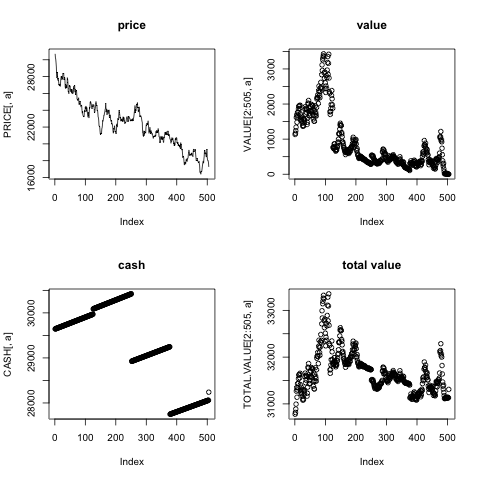 price
PRICE[, a]
16000
22000
28000
0 100 200 300 400 500
Index
value
VALUE[2:505, a]
0
1000
2000
3000
0 100 200 300 400 500
Index
cash
CASH[, a]
28000
29000
30000
0 100 200 300 400 500
Index
total value
TOTAL.VALUE[2:505, a]
31000
32000
33000
0 100 200 300 400 500
Index